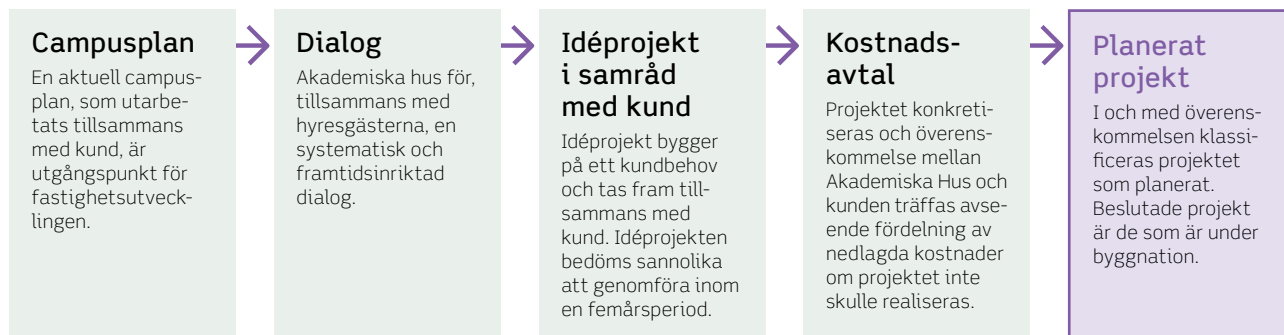 Campusplan
En aktuell campus-
plan, som utarbe-
tats tillsammans
med kund, är
utgångspunkt för
fastighetsutveck-
lingen.
Dialog
Akademiska hus för,
tillsammans med
hyresgästerna, en
systematisk och
framtidsinriktad
dialog.
Idéprojekt
i samråd
med kund
Idéprojekt bygger
på ett kundbehov
och tas fram till-
sammans med
kund. Idéprojekten
bedöms sannolika
att genomföra inom
en femårsperiod.
Kostnads-
avtal
Projektet konkreti-
seras och överens-
kommelse mellan
Akademiska Hus och
kunden träffas avse-
ende fördelning av
nedlagda kostnader
om projektet inte
skulle realiseras.
Planerat
projekt
I och med överens-
kommelsen klassi-
ficeras projektet
som planerat.
Beslutade projekt
är de som är under
byggnation.